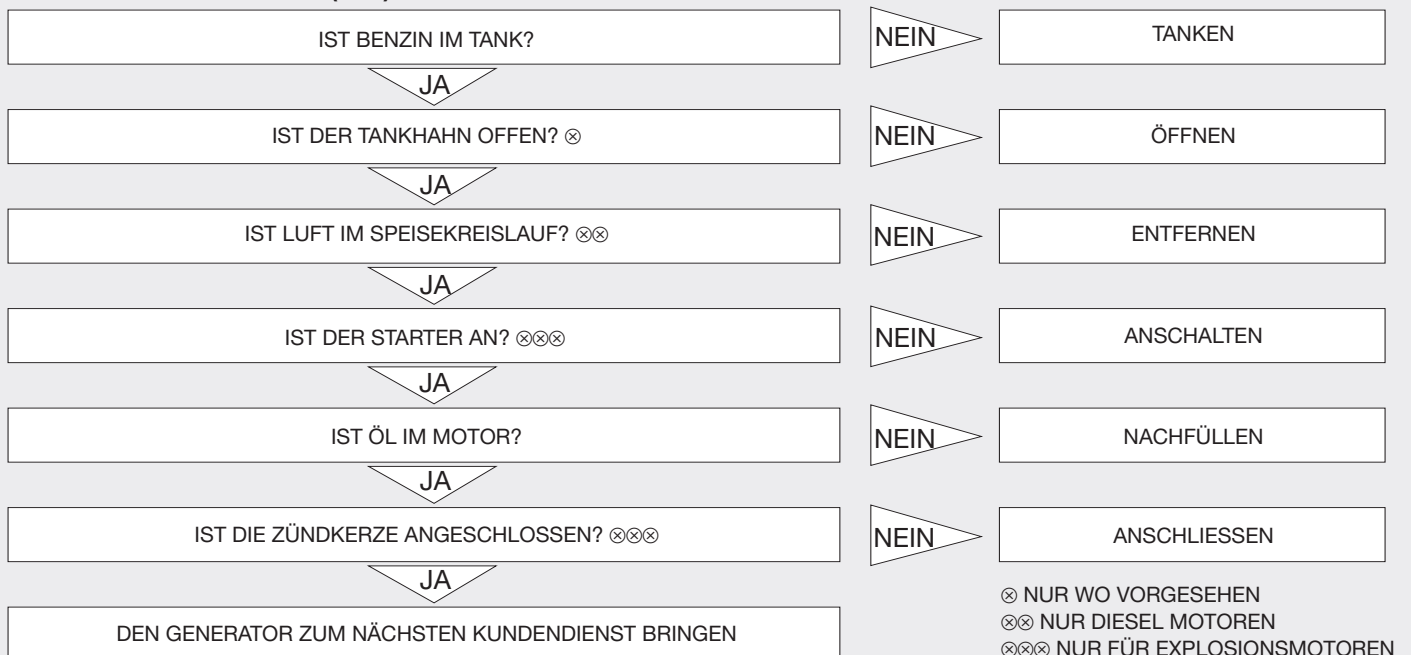 IST BENZIN IM TANK? NEIN TANKEN
JA
IST DER TANKHAHN OFFEN? ⊗ NEIN ÖFFNEN
JA
IST LUFT IM SPEISEKREISLAUF? ⊗⊗ NEIN ENTFERNEN
JA
IST DER STARTER AN? ⊗⊗⊗ NEIN ANSCHALTEN
JA
IST ÖL IM MOTOR? NEIN NACHFÜLLEN
JA
IST DIE ZÜNDKERZE ANGESCHLOSSEN? ⊗⊗⊗ NEIN ANSCHLIESSEN
JA
DEN GENERATOR ZUM NÄCHSTEN KUNDENDIENST BRINGEN
⊗ NUR WO VORGESEHEN
⊗⊗ NUR DIESEL MOTOREN
⊗⊗⊗ NUR FÜR EXPLOSIONSMOTOREN